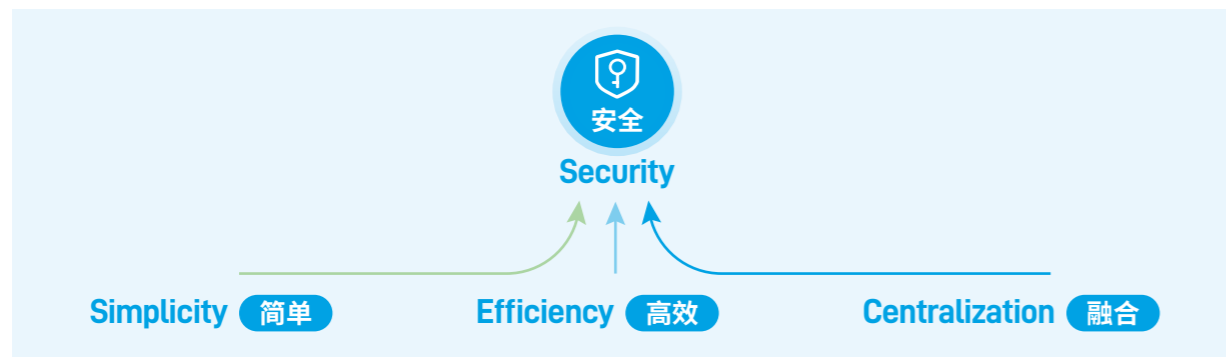 安全
Security
Simplicity 简单
Efficiency 高效
Centralization 融合